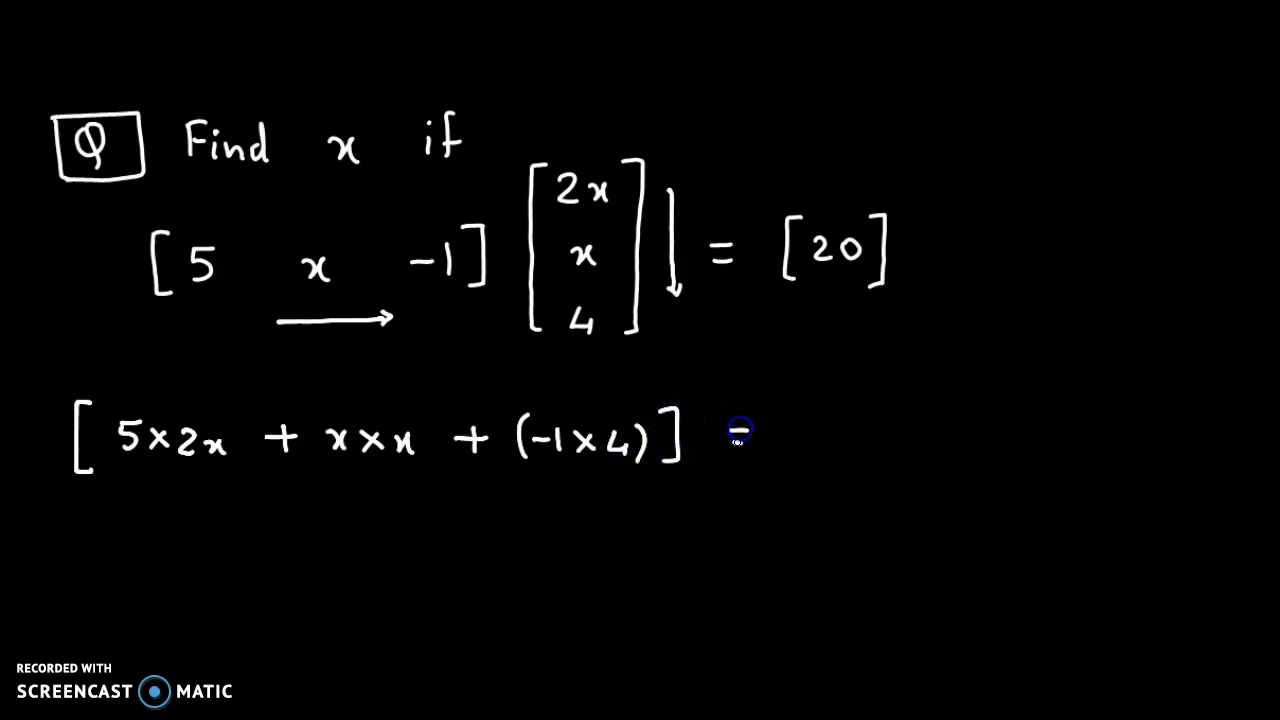 Q Find x if
[ 5 x -1 ] [ 2x x 4 ] = [ 20 ]
[ 5×2x + x×x + (-1×4) ] =
RECORDED WITH
SCREENCAST MATIC